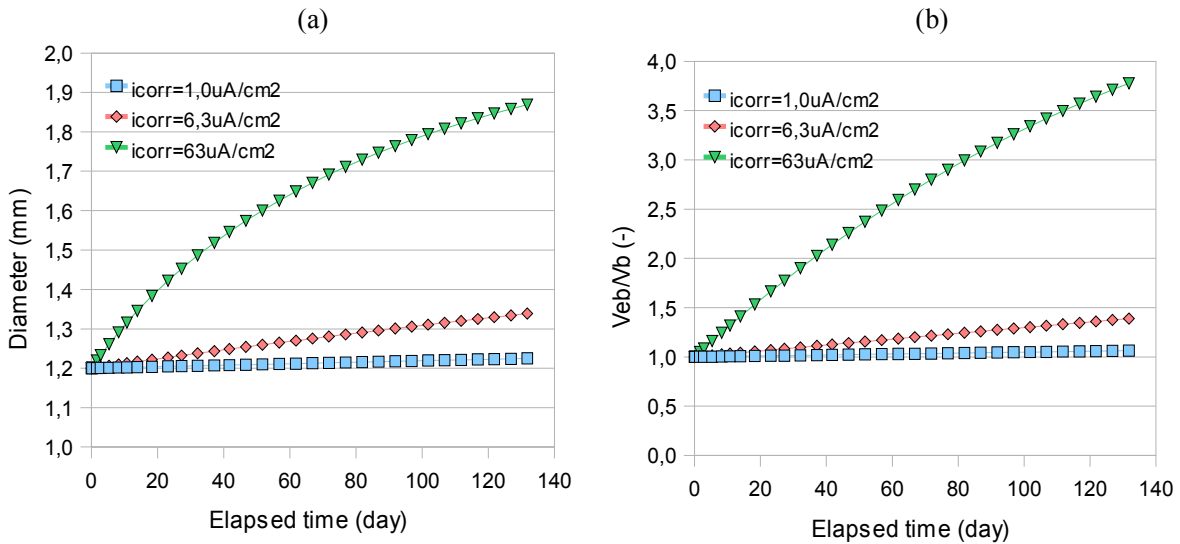 (a)
2,0
1,9
1,8
1,7
1,6
1,5
1,4
1,3
1,2
1,1
1,0
Diameter (mm)
icorr=1,0uA/cm2
icorr=6,3uA/cm2
icorr=63uA/cm2
0 20 40 60 80 100 120 140
Elapsed time (day)
(b)
4,0
3,5
3,0
2,5
2,0
1,5
1,0
0,5
0,0
Veb/Vb (-)
icorr=1,0uA/cm2
icorr=6,3uA/cm2
icorr=63uA/cm2
0 20 40 60 80 100 120 140
Elapsed time (day)